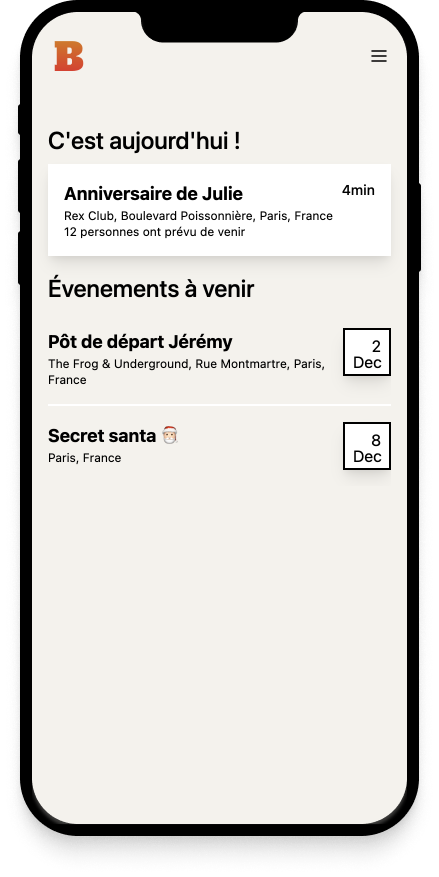 B
C'est aujourd'hui !
Anniversaire de Julie
4min
Rex Club, Boulevard Poissonnière, Paris, France
12 personnes ont prévu de venir
Évenements à venir
Pôt de départ Jérémy
The Frog & Underground, Rue Montmartre, Paris,
France
2
Dec
Secret santa 🎅🏻
Paris, France
8
Dec